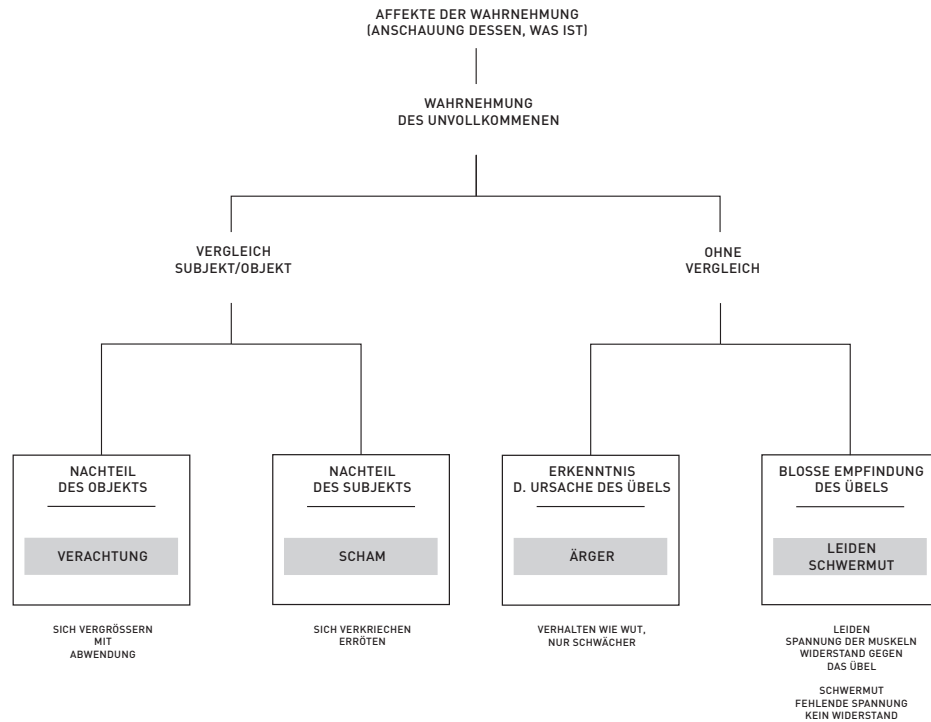 AFFEKTE DER WAHRNEHMUNG
(ANSCHAUUNG DESSEN, WAS IST)
WAHRNEHMUNG
DES UNVOLLKOMMENEN
VERGLEICH
SUBJEKT/OBJEKT
OHNE
VERGLEICH
NACHTEIL
DES OBJEKTS
VERACHTUNG
SICH VERGRÖSSERN
MIT
ABWENDUNG
NACHTEIL
DES SUBJEKTS
SCHAM
SICH VERKRIECHEN
ERRÖTEN
ERKENNTNIS
D. URSACHE DES ÜBELS
ÄRGER
VERHALTEN WIE WUT,
NUR SCHWÄCHER
BLOSSE EMPFINDUNG
DES ÜBELS
LEIDEN
SCHWERMUT
LEIDEN
SPANNUNG DER MUSKELN
WIDERSTAND GEGEN
DAS ÜBEL
SCHWERMUT
FEHLENDE SPANNUNG
KEIN WIDERSTAND